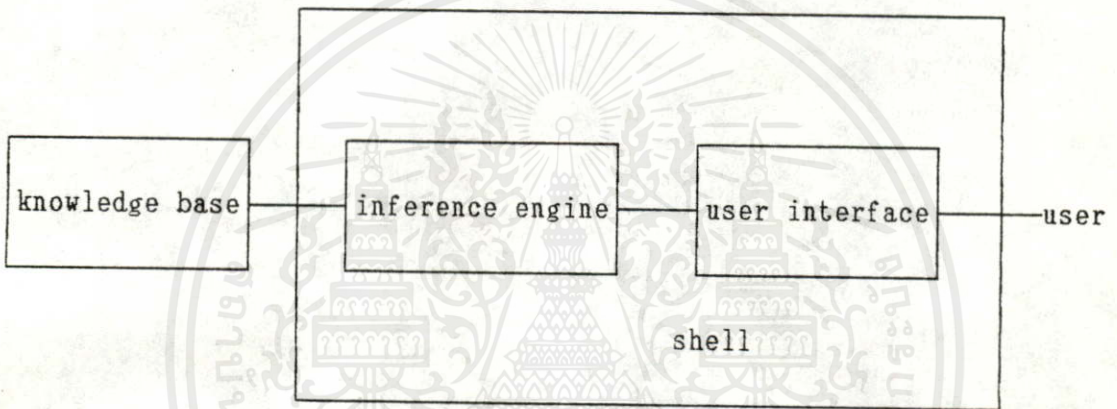 knowledge base
inference engine
user interface
user
shell